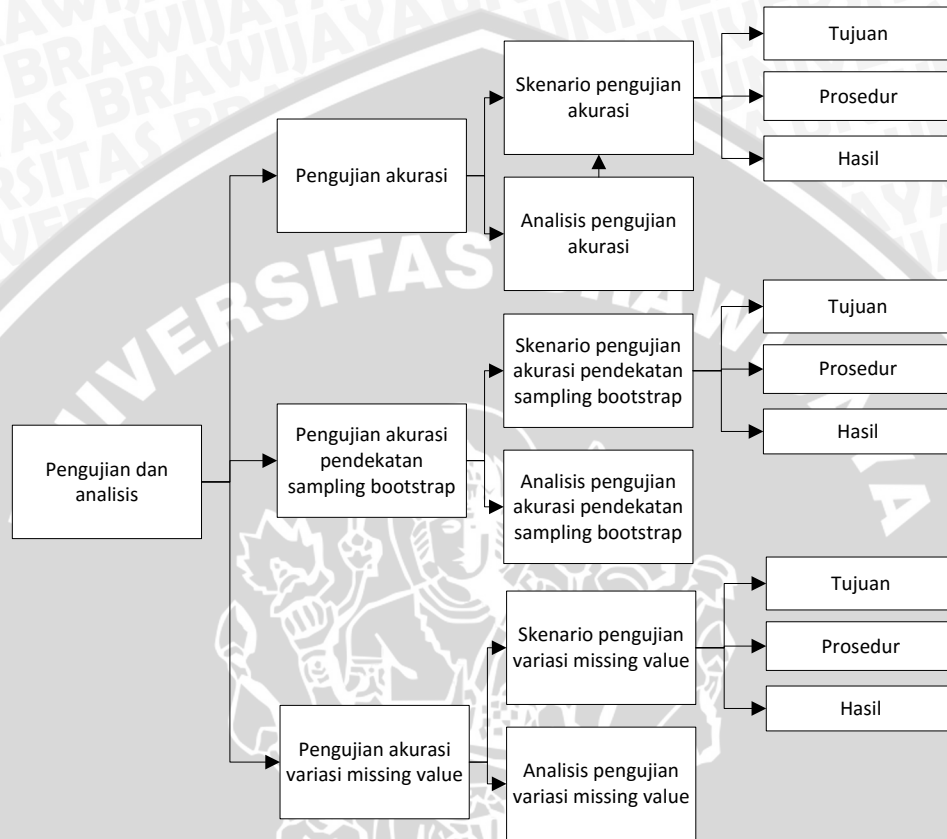 Tujuan
Skenario pengujian
akurasi
Prosedur
Hasil
Pengujian akurasi
Analisis pengujian
akurasi
Tujuan
Skenario pengujian
akurasi pendekatan
sampling bootstrap
Prosedur
Hasil
Pengujian akurasi
pendekatan
sampling bootstrap
Pengujian dan
analisis
Analisis pengujian
akurasi pendekatan
sampling bootstrap
Tujuan
Skenario pengujian
variasi missing value
Prosedur
Hasil
Pengujian akurasi
variasi missing value
Analisis pengujian
variasi missing value